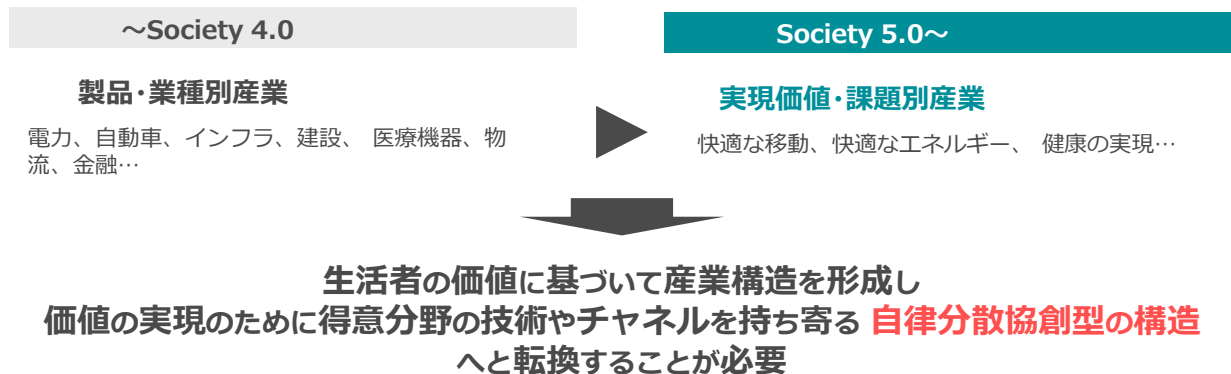 ～Society 4.0
Society 5.0～
製品･業種別産業
電力、自動車、インフラ、建設、 医療機器、物
流、金融…
実現価値･課題別産業
快適な移動、快適なエネルギー、 健康の実現…
生活者の価値に基づいて産業構造を形成し
価値の実現のために得意分野の技術やチャネルを持ち寄る 自律分散協創型の構造
へと転換することが必要